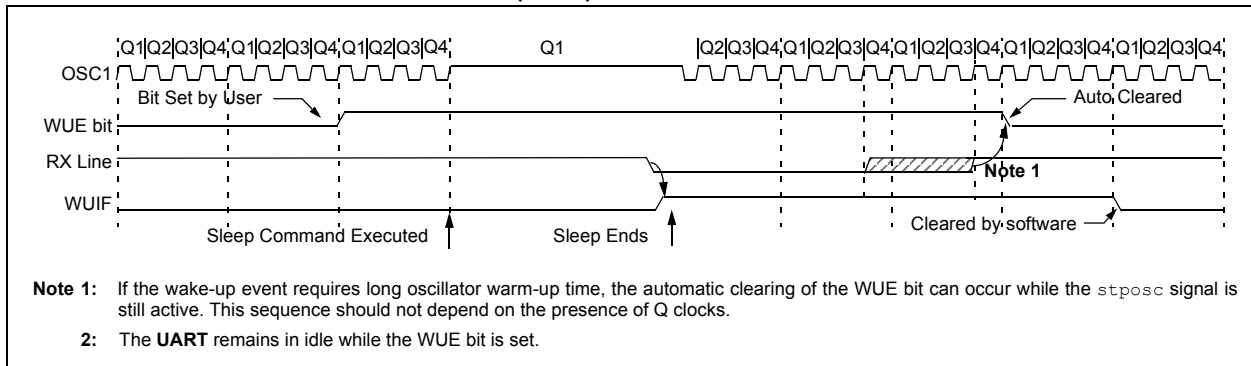 Q1 Q2 Q3 Q4 Q1 Q2 Q3 Q4 Q1 Q2 Q3 Q4 Q1 Q2 Q3 Q4 Q1 Q2 Q3 Q4 Q1 Q2 Q3 Q4 Q1 Q2 Q3 Q4 Q1 Q2 Q3 Q4
OSC1
Bit Set by User
Auto Cleared
WUE bit
RX Line
Note 1
WUIF
Cleared by software
Sleep Command Executed
Sleep Ends
Note 1: If the wake-up event requires long oscillator warm-up time, the automatic clearing of the WUE bit can occur while the stposc signal is
still active. This sequence should not depend on the presence of Q clocks.
2: The UART remains in idle while the WUE bit is set.